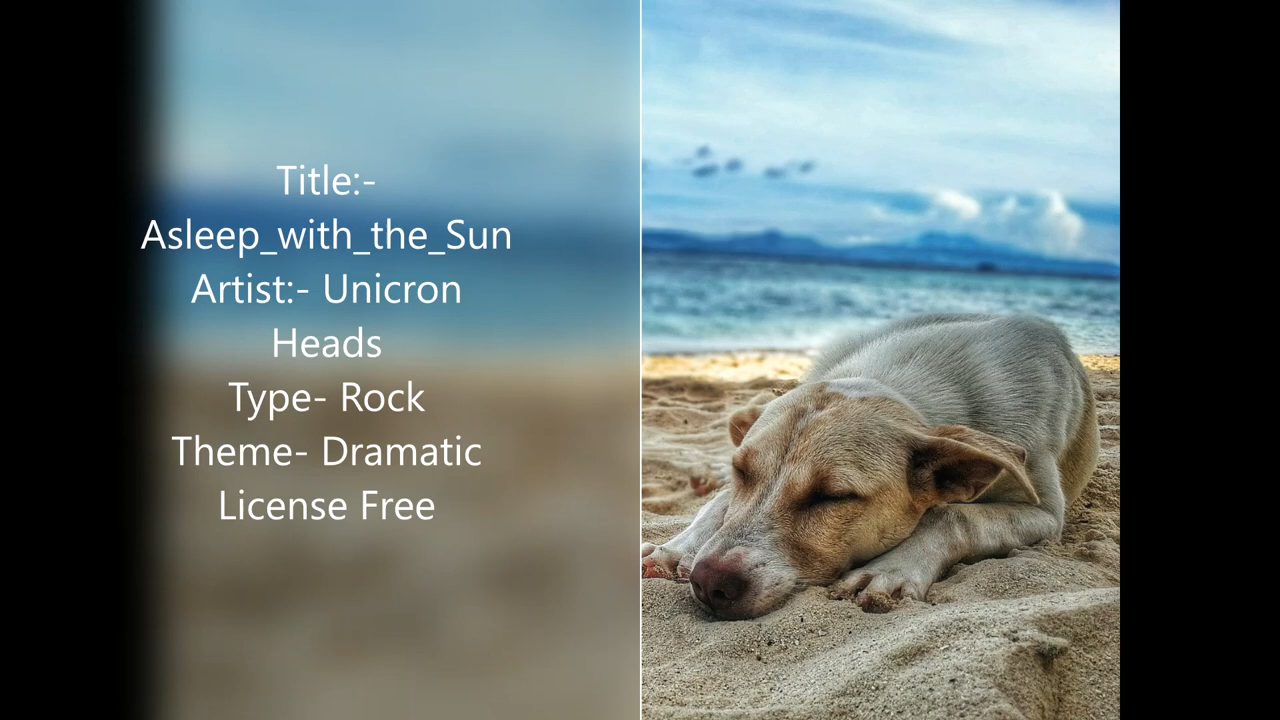 Title:-
Asleep_with_the_Sun
Artist:- Unicron
Heads
Type- Rock
Theme- Dramatic
License Free